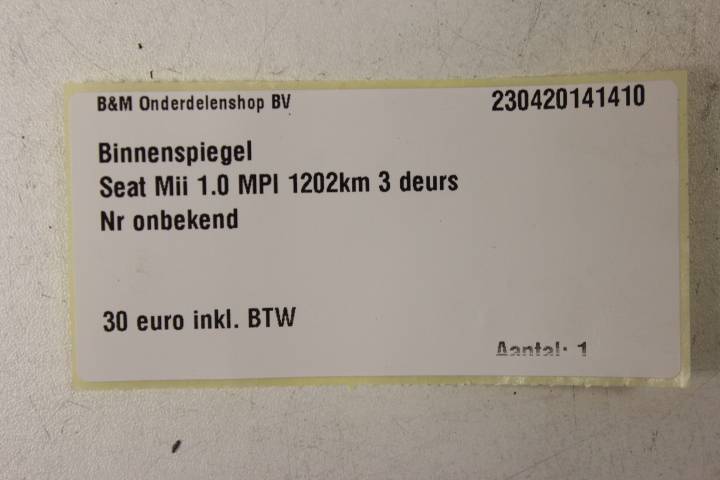 B&M Onderdelenshop BV 230420141410
Binnenspiegel
Seat Mii 1.0 MPI 1202km 3 deurs
Nr onbekend
30 euro inkl. BTW
Aantal: 1